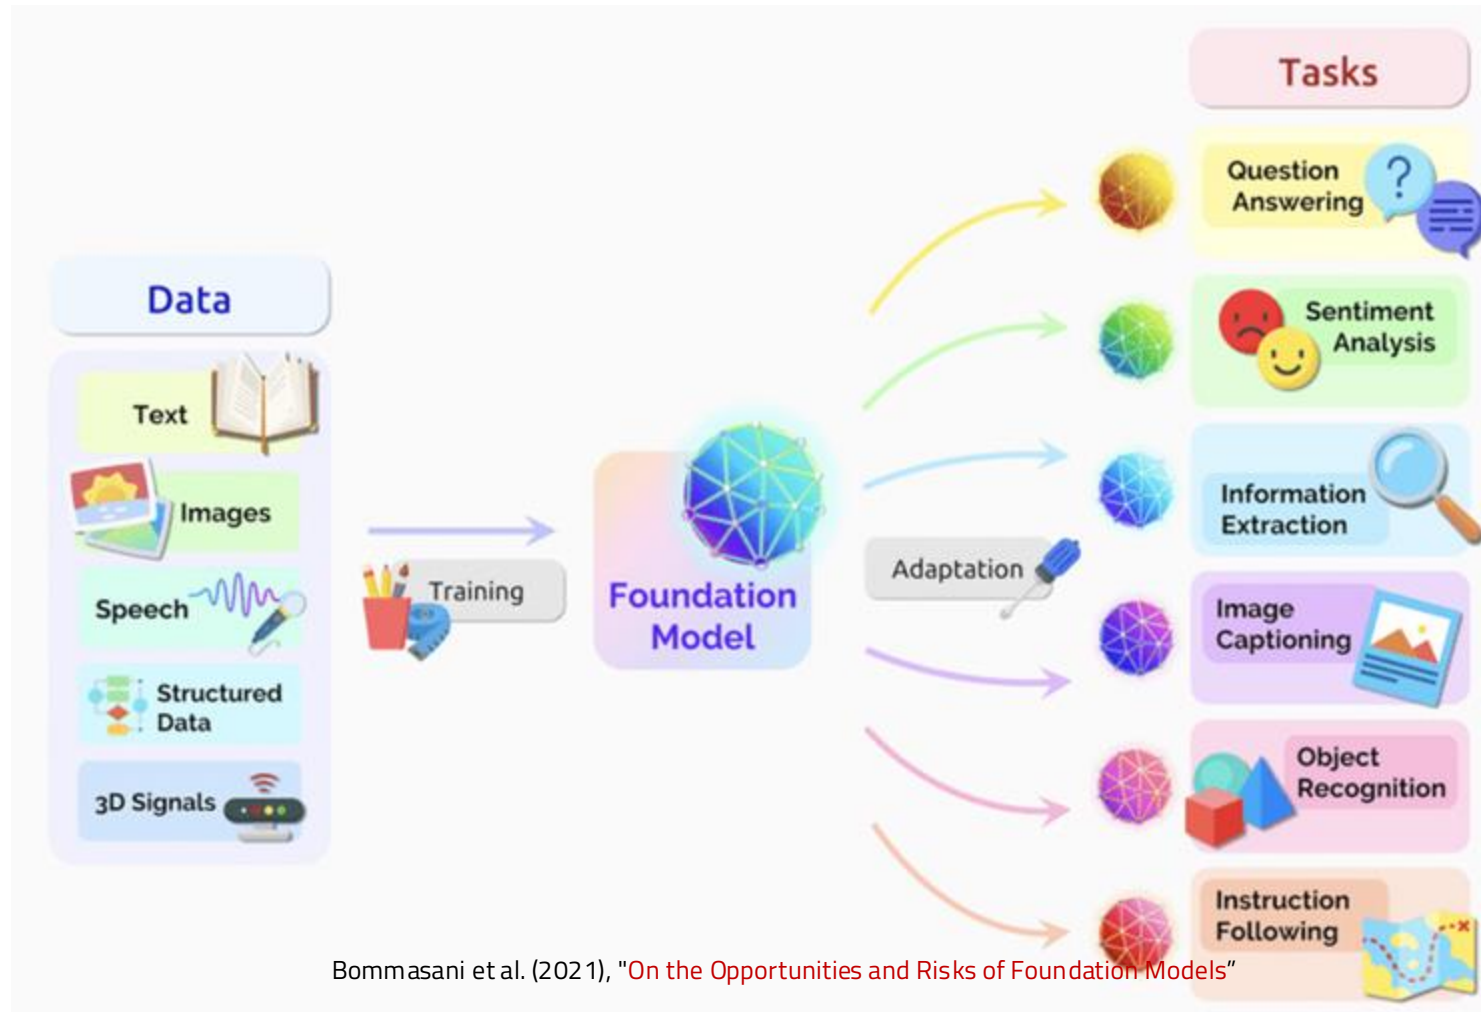 Tasks
Question
Answering
?
Data
Sentiment
Analysis
Text
Images
Information
Extraction
Training
Adaptation
Speech
Foundation
Model
Image
Captioning
Structured
Data
Object
Recognition
3D Signals
Instruction
Following
Bommasani et al. (2021), "On the Opportunities and Risks of Foundation Models”